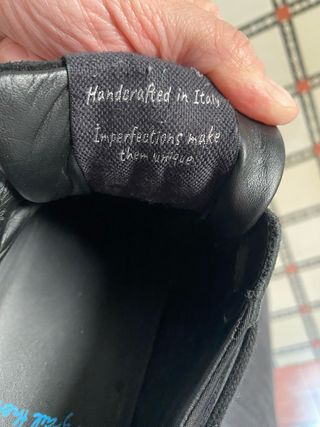 Handcrafted in Italy
Imperfections make
them unique.